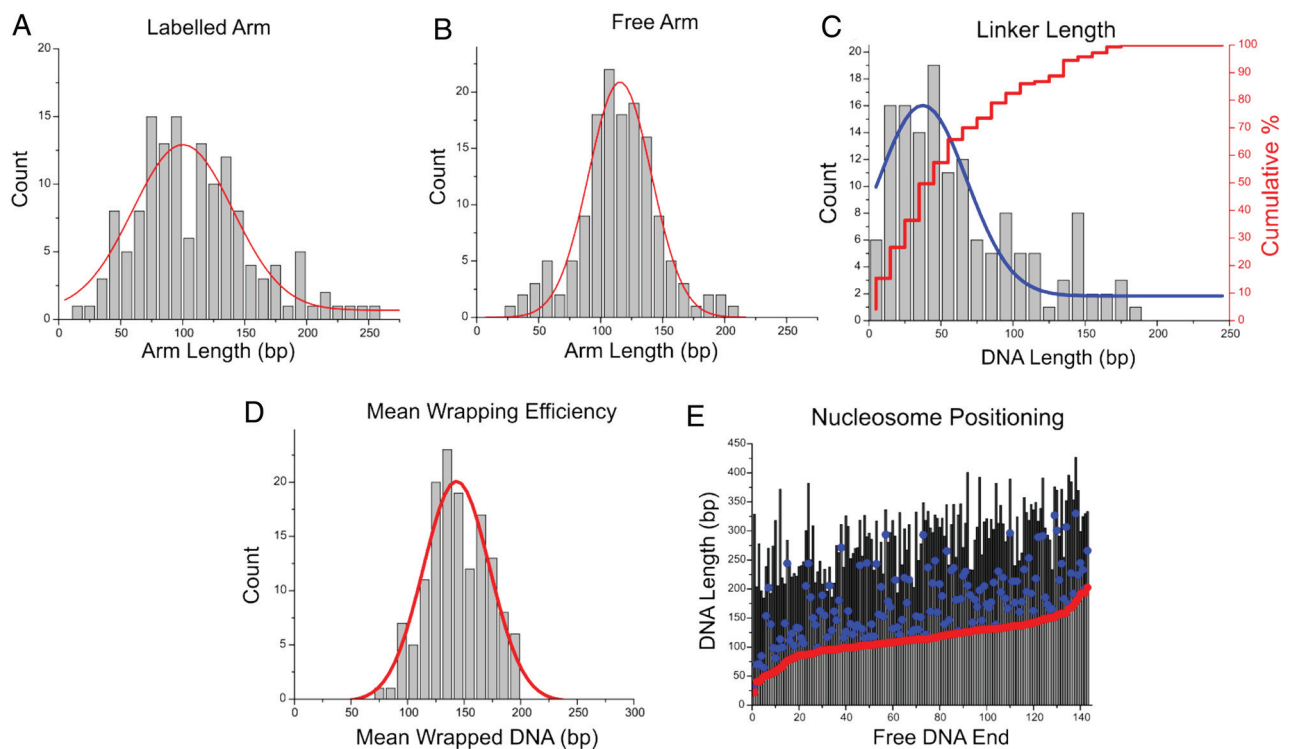 A
Labelled Arm
20
15
10
5
0
0 50 100 150 200 250
Count
Arm Length (bp)
B
Free Arm
20
15
10
5
0
0 50 100 150 200 250
Count
Arm Length (bp)
C
Linker Length
20
18
16
14
12
10
8
6
4
2
0
0 50 100 150 200 250
Count
DNA Length (bp)
100
90
80
70
60
50
40
30
20
10
0
Cumulative %
D
Mean Wrapping Efficiency
20
15
10
5
0
0 50 100 150 200 250 300
Count
Mean Wrapped DNA (bp)
E
Nucleosome Positioning
450
400
350
300
250
200
150
100
50
0
0 20 40 60 80 100 120 140
DNA Length (bp)
Free DNA End